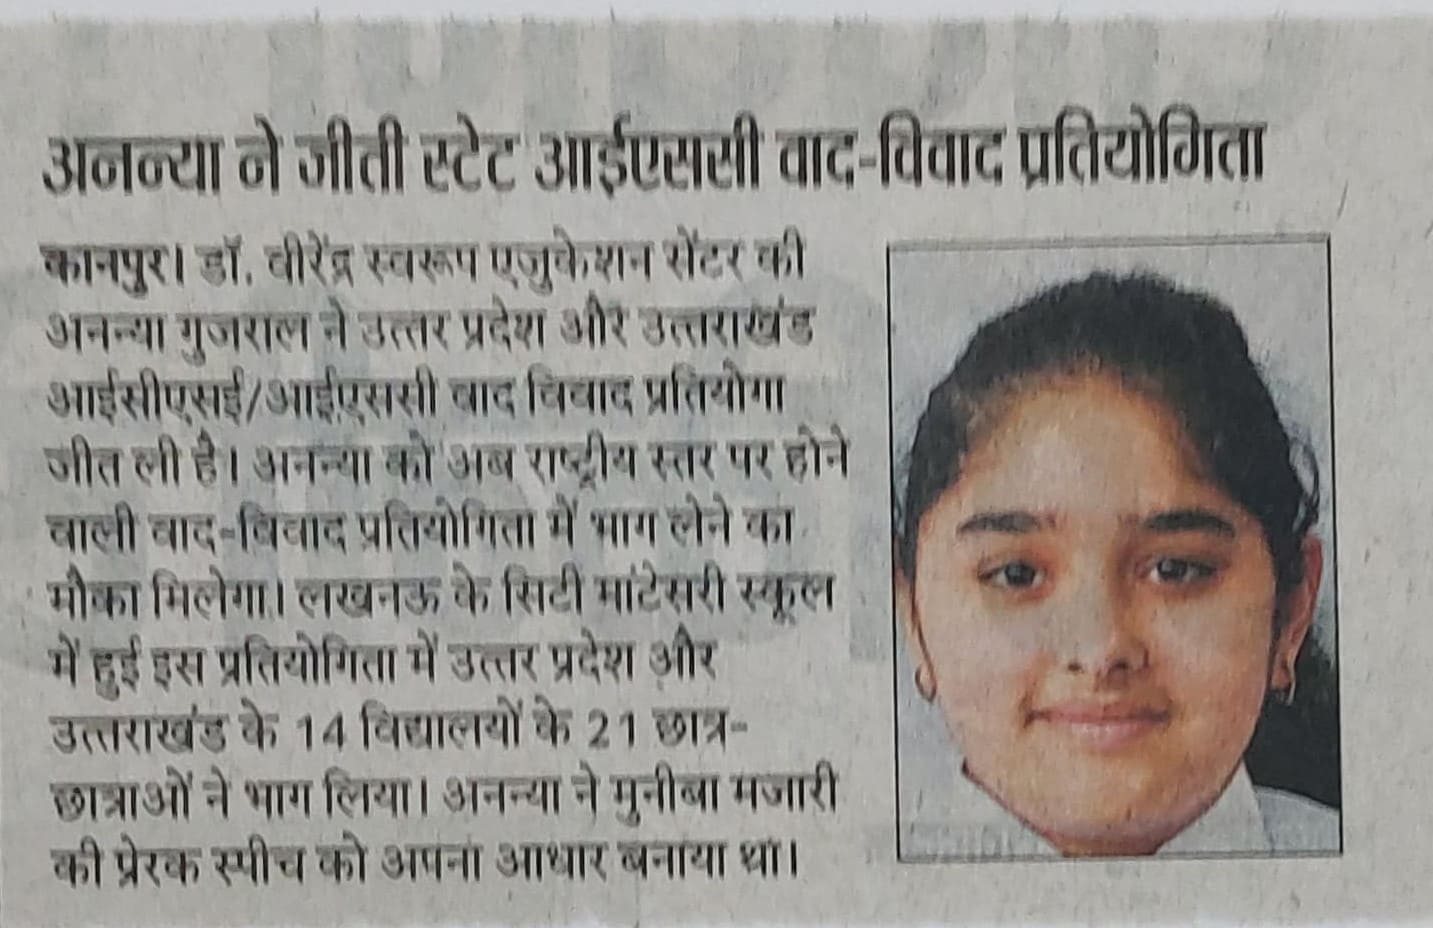 अनन्या ने जीती स्टेट आईएससी वाद-विवाद प्रतियोगिता
कानपुर। डॉ. वीरेंद्र स्वरूप एजुकेशन सेंटर की
अनन्या गुजराल ने उत्तर प्रदेश और उत्तराखंड
आईसीएसई/आईएससी वाद विवाद प्रतियोगा
जीत ली है। अनन्या को अब राष्ट्रीय स्तर पर होने
वाली वाद-विवाद प्रतियोगिता में भाग लेने का
मौका मिलेगा। लखनऊ के सिटी मांटेसरी स्कूल
में हुई इस प्रतियोगिता में उत्तर प्रदेश और
उत्तराखंड के 14 विद्यालयों के 21 छात्र-
छात्राओं ने भाग लिया। अनन्या ने मुनीबा मजारी
की प्रेरक स्पीच को अपना आधार बनाया था।